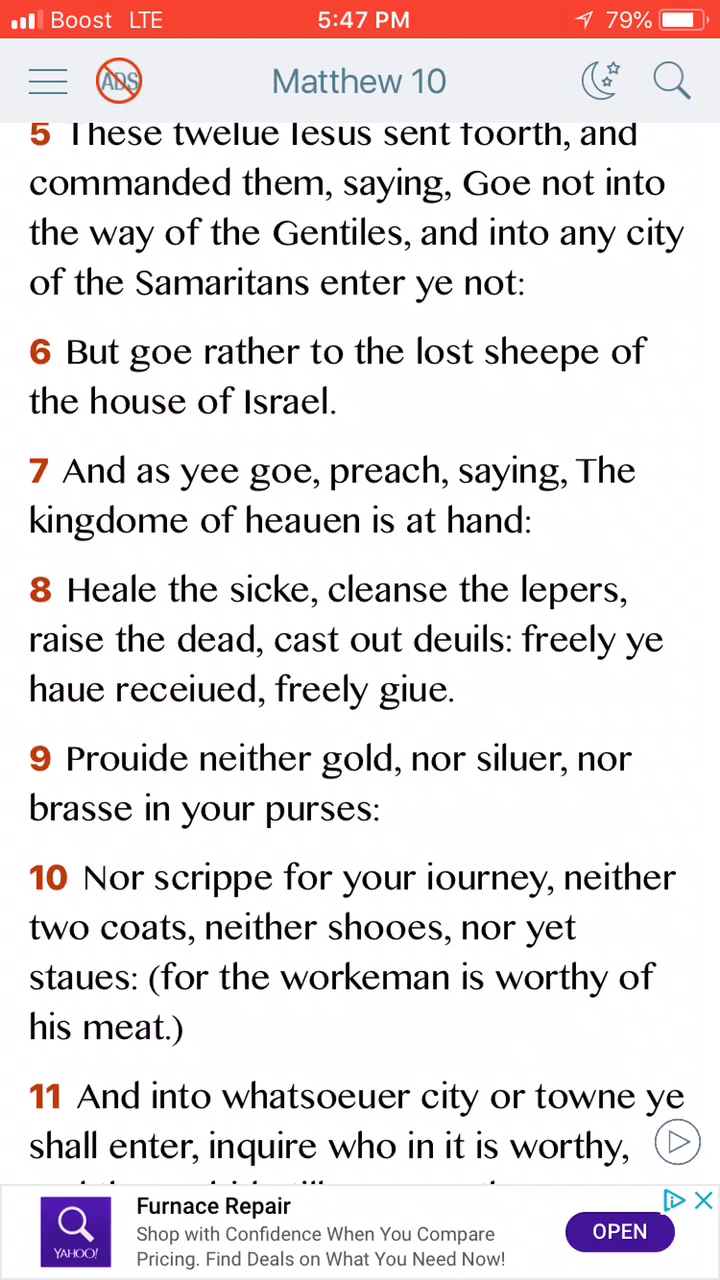 Boost LTE 5:47 PM 79%
ADS Matthew 10
5 These twelue Iesus sent foorth, and
commanded them, saying, Goe not into
the way of the Gentiles, and into any city
of the Samaritans enter ye not:
6 But goe rather to the lost sheepe of
the house of Israel.
7 And as yee goe, preach, saying, The
kingdome of heauen is at hand:
8 Heale the sicke, cleanse the lepers,
raise the dead, cast out deuils: freely ye
haue receiued, freely giue.
9 Prouide neither gold, nor siluer, nor
brasse in your purses:
10 Nor scrippe for your iourney, neither
two coats, neither shooes, nor yet
staues: (for the workeman is worthy of
his meat.)
11 And into whatsoeuer city or towne ye
shall enter, inquire who in it is worthy,
Furnace Repair
Shop with Confidence When You Compare
Pricing. Find Deals on What You Need Now!
YAHOO!
OPEN